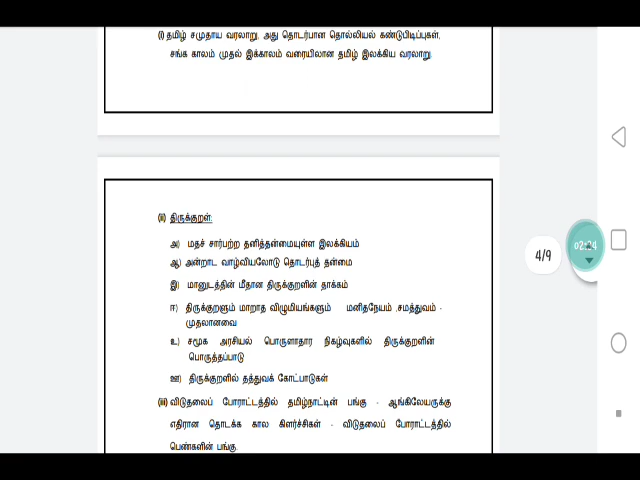 (i) தமிழ் சமுதாய வரலாறு, அது தொடர்பான தொல்லியல் கண்டுபிடிப்புகள்,
சங்க காலம் முதல் இக்காலம் வரையிலான தமிழ் இலக்கிய வரலாறு.
(ii) திருக்குறள்:
அ) மதச் சார்பற்ற தனித்தன்மையுள்ள இலக்கியம்
ஆ) அன்றாட வாழ்வியலோடு தொடர்புத் தன்மை
இ) மானுடத்தின் மீதான திருக்குறளின் தாக்கம்
ஈ) திருக்குறளும் மாறாத விழுமியங்களும் மனிதநேயம் ,சமத்துவம் -
முதலானவை
உ) சமூக அரசியல் பொருளாதார நிகழ்வுகளில் திருக்குறளின்
பொருத்தப்பாடு
ஊ) திருக்குறளில் தத்துவக் கோட்பாடுகள்
(iii) விடுதலைப் போராட்டத்தில் தமிழ்நாட்டின் பங்கு - ஆங்கிலேயருக்கு
எதிரான தொடக்க கால கிளர்ச்சிகள் - விடுதலைப் போராட்டத்தில்
பெண்களின் பங்கு.
4/9